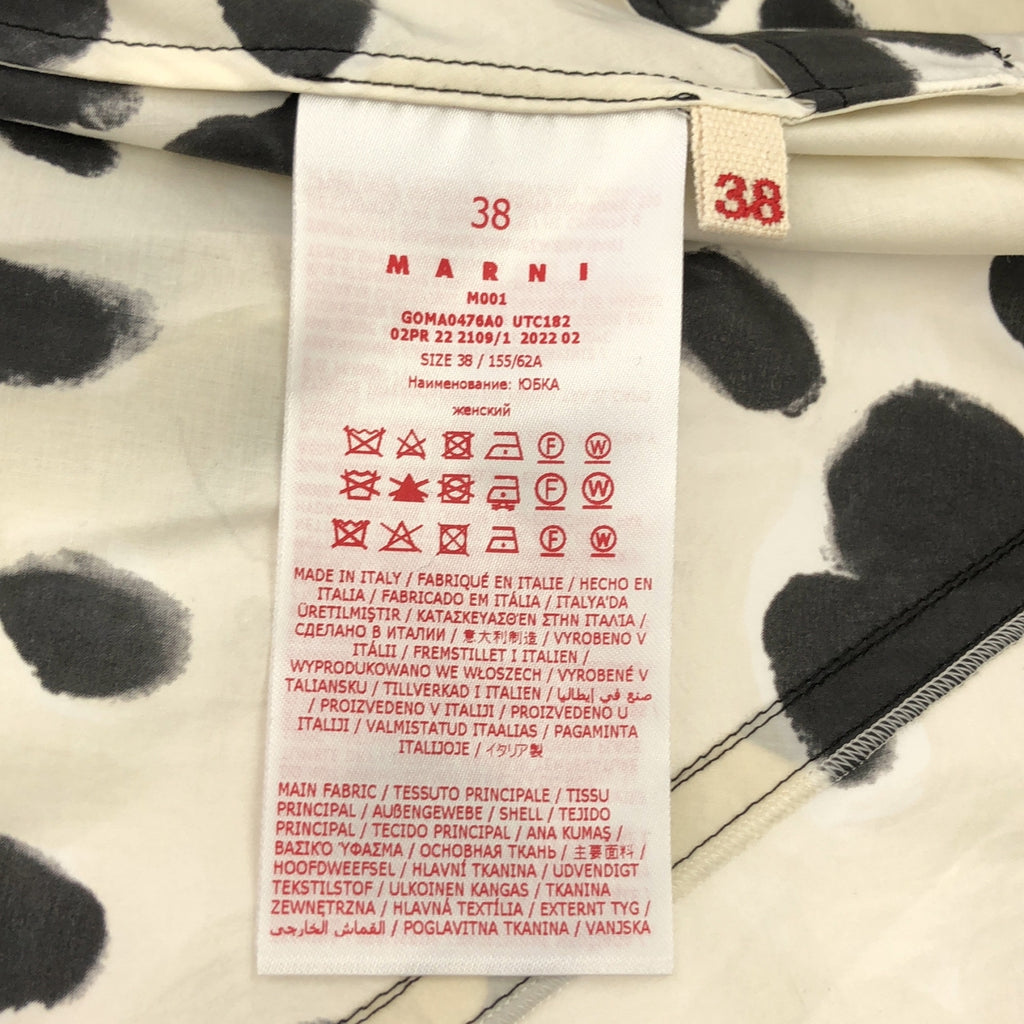 38
38
MARNI
M001
GOMA0476A0 UTC182
02PR 22 2109/1 2022 02
SIZE 38 / 155/62A
Наименование: ЮБКА
женский
F W
F W
F W
MADE IN ITALY / FABRIQUÉ EN ITALIE / HECHO EN
ITALIA / FABRICADO EM ITÁLIA / ITALYA'DA
ÜRETILMIŞTIR / ΚΑΤΑΣΚΕΥΑΣΘΈΝ ΣΤΗΝ ΙΤΑΛΊΑ /
СДЕЛАНО В ИТАЛИИ / 意大利制造 / VYROBENO V
ITÁLII / FREMSTILLET I ITALIEN /
WYPRODUKOWANO WE WŁOSZECH / VYROBENÉ V
TALIANSKU / TILLVERKAD I ITALIEN / صنع في إيطاليا
/ PROIZVEDENO V ITALIJI / PROIZVEDENO U
ITALIJI / VALMISTATUD ITAALIAS / PAGAMINTA
ITALIJOJE / イタリア製
MAIN FABRIC / TESSUTO PRINCIPALE / TISSU
PRINCIPAL / AUßENGEWEBE / SHELL / TEJIDO
PRINCIPAL / TECIDO PRINCIPAL / ANA KUMAŞ /
ΒΑΣΙΚΌ ΎΦΑΣΜΑ / ОСНОВНАЯ ТКАНЬ / 主要面料 /
HOOFDWEEFSEL / HLAVNÍ TKANINA / UDVENDIGT
TEKSTILSTOF / ULKOINEN KANGAS / TKANINA
ZEWNĘTRZNA / HLAVNÁ TEXTÍLIA / EXTERNT TYG /
القماش الخارجى / POGLAVITNA TKANINA / VANJSKA